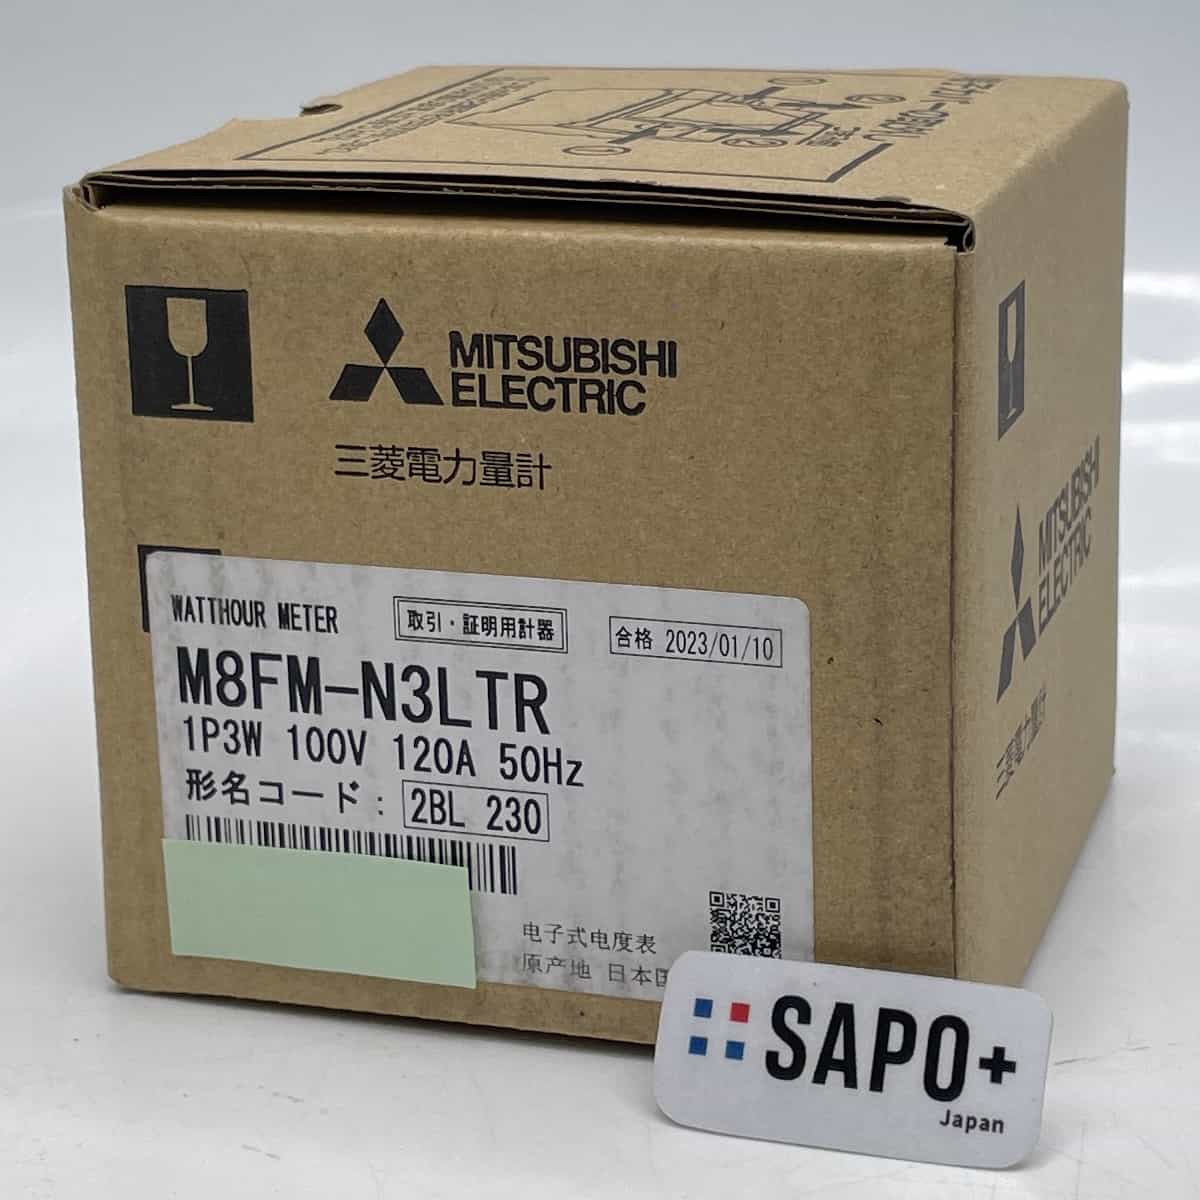 MITSUBISHI
ELECTRIC
三菱電力量計
WATTHOUR METER
取引・証明用計器
合格 2023/01/10
M8FM-N3LTR
1P3W 100V 120A 50Hz
形名コード: 2BL 230
电子式电度表
原产地 日本国
MITSUBISHI
ELECTRIC
三菱電力量計
SAPO+
Japan